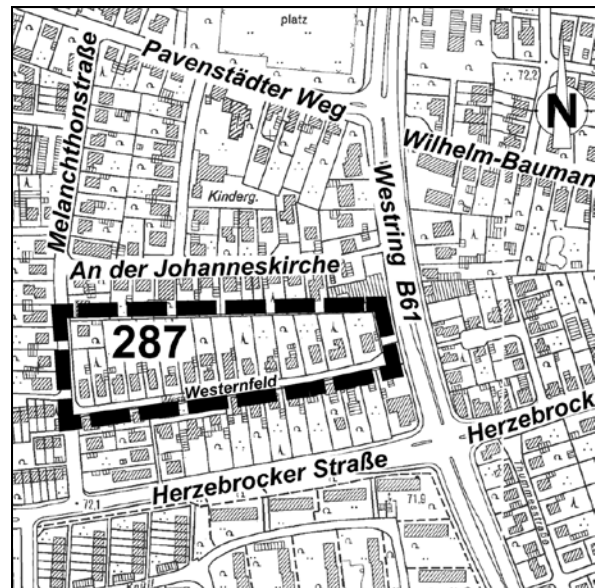 platz
Pavenstädter Weg
Melanchthonstraße
72,2
N
Wilhelm-Bauman
Kinderg.
Westring B61
An der Johanneskirche
287
Westernfeld
Herzebrock
Herzebrocker Straße
72,1
71,9